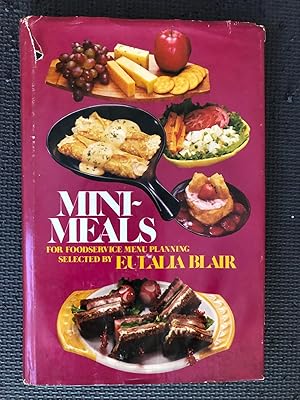 MINI-
MEALS
FOR FOODSERVICE MENU PLANNING
SELECTED BY EULALIA BLAIR